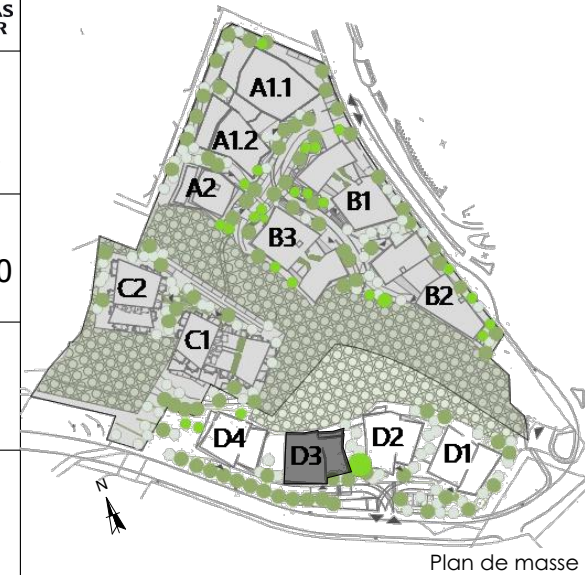 AS
R
0
A1.1
A1.2
A2
B1
B3
B2
C2
C1
D4
D3
D2
D1
N
Plan de masse